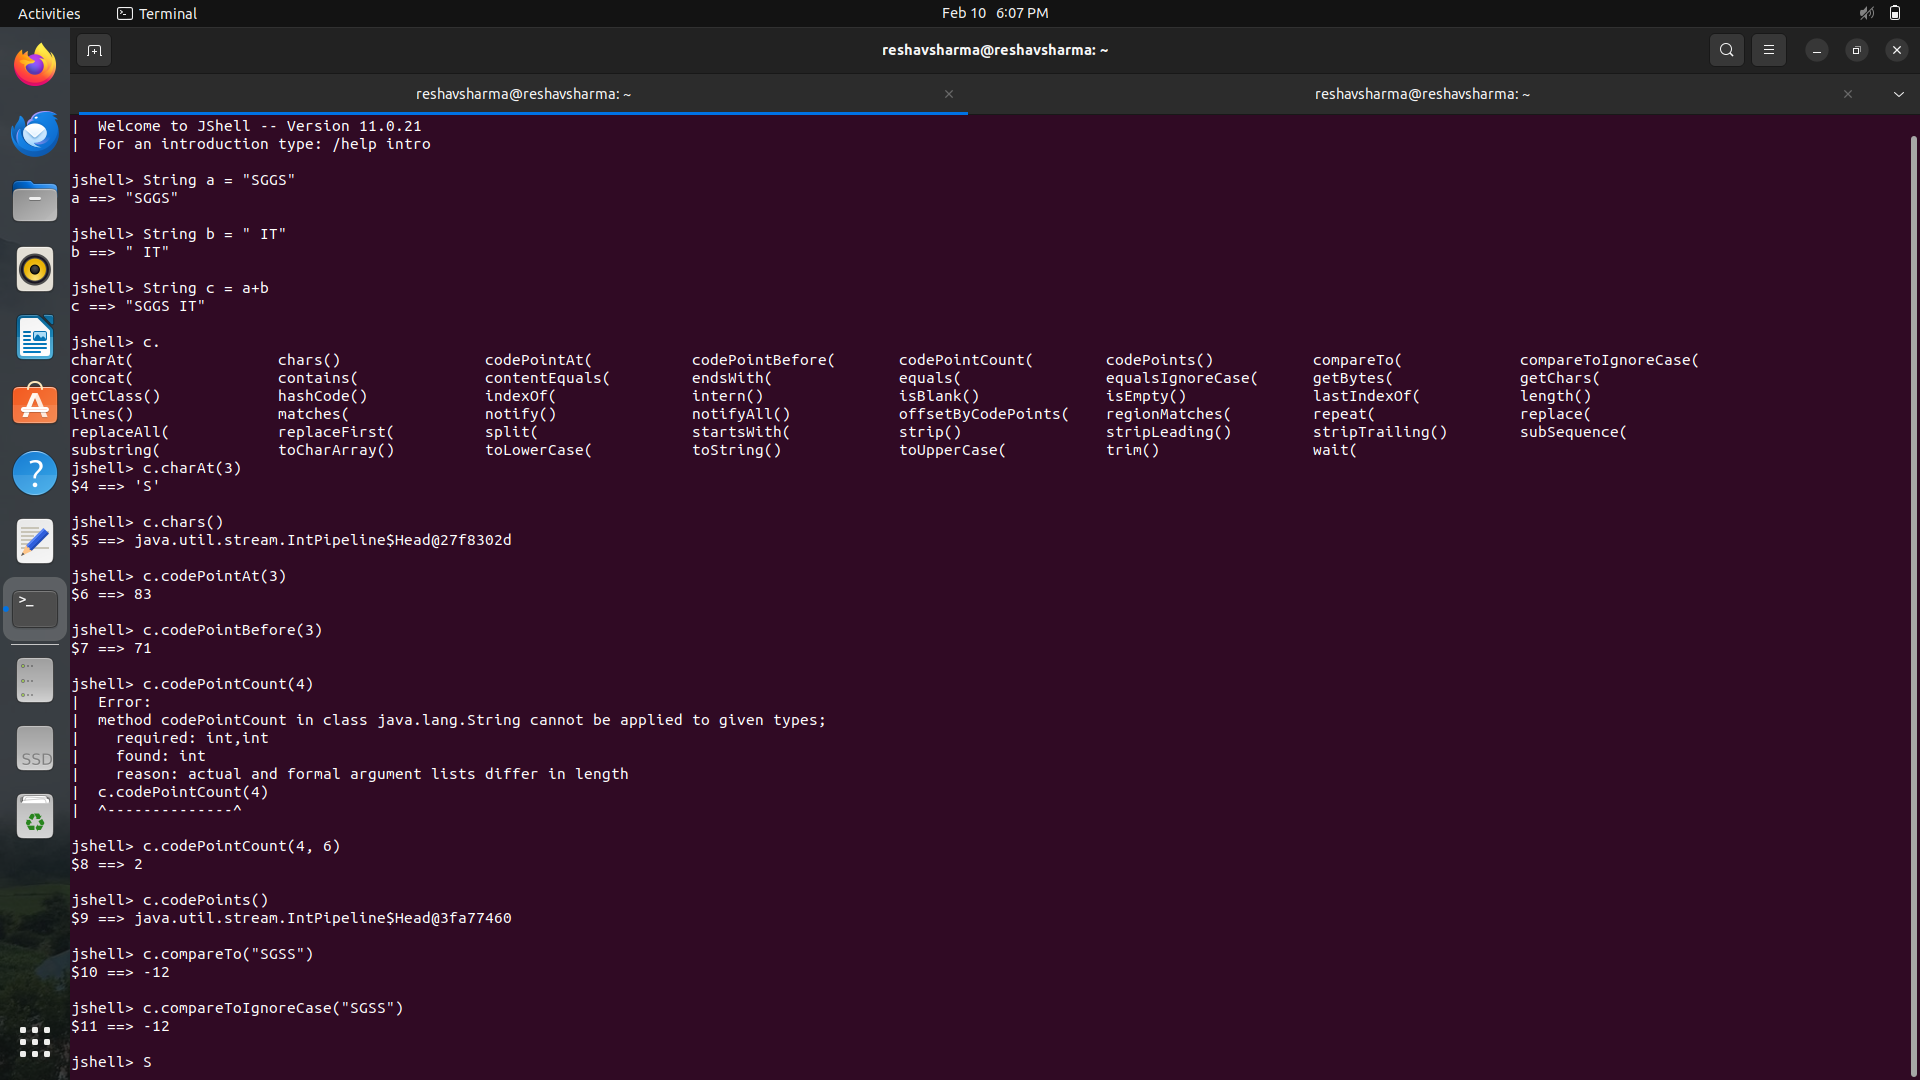 Activities Terminal Feb 10 6:07 PM
reshavsharma@reshavsharma: ~
reshavsharma@reshavsharma: ~ reshavsharma@reshavsharma: ~
|  Welcome to JShell -- Version 11.0.21
|  For an introduction type: /help intro
jshell> String a = "SGGS"
a ==> "SGGS"
jshell> String b = " IT"
b ==> " IT"
jshell> String c = a+b
c ==> "SGGS IT"
jshell> c.
charAt( chars() codePointAt( codePointBefore( codePointCount( codePoints() compareTo( compareToIgnoreCase(
concat( contains( contentEquals( endsWith( equals( equalsIgnoreCase( getBytes( getChars(
getClass() hashCode() indexOf( intern() isBlank() isEmpty() lastIndexOf( length()
lines() matches( notify() notifyAll() offsetByCodePoints( regionMatches( repeat( replace(
replaceAll( replaceFirst( split( startsWith( strip() stripLeading() stripTrailing() subSequence(
substring( toCharArray() toLowerCase( toString() toUpperCase( trim() wait(
jshell> c.charAt(3)
$4 ==> 'S'
jshell> c.chars()
$5 ==> java.util.stream.IntPipeline$Head@27f8302d
jshell> c.codePointAt(3)
$6 ==> 83
jshell> c.codePointBefore(3)
$7 ==> 71
jshell> c.codePointCount(4)
|  Error:
|  method codePointCount in class java.lang.String cannot be applied to given types;
|    required: int,int
|    found: int
|    reason: actual and formal argument lists differ in length
|  c.codePointCount(4)
|  ^--------------^
jshell> c.codePointCount(4, 6)
$8 ==> 2
jshell> c.codePoints()
$9 ==> java.util.stream.IntPipeline$Head@3fa77460
jshell> c.compareTo("SGSS")
$10 ==> -12
jshell> c.compareToIgnoreCase("SGSS")
$11 ==> -12
jshell> S
SSD